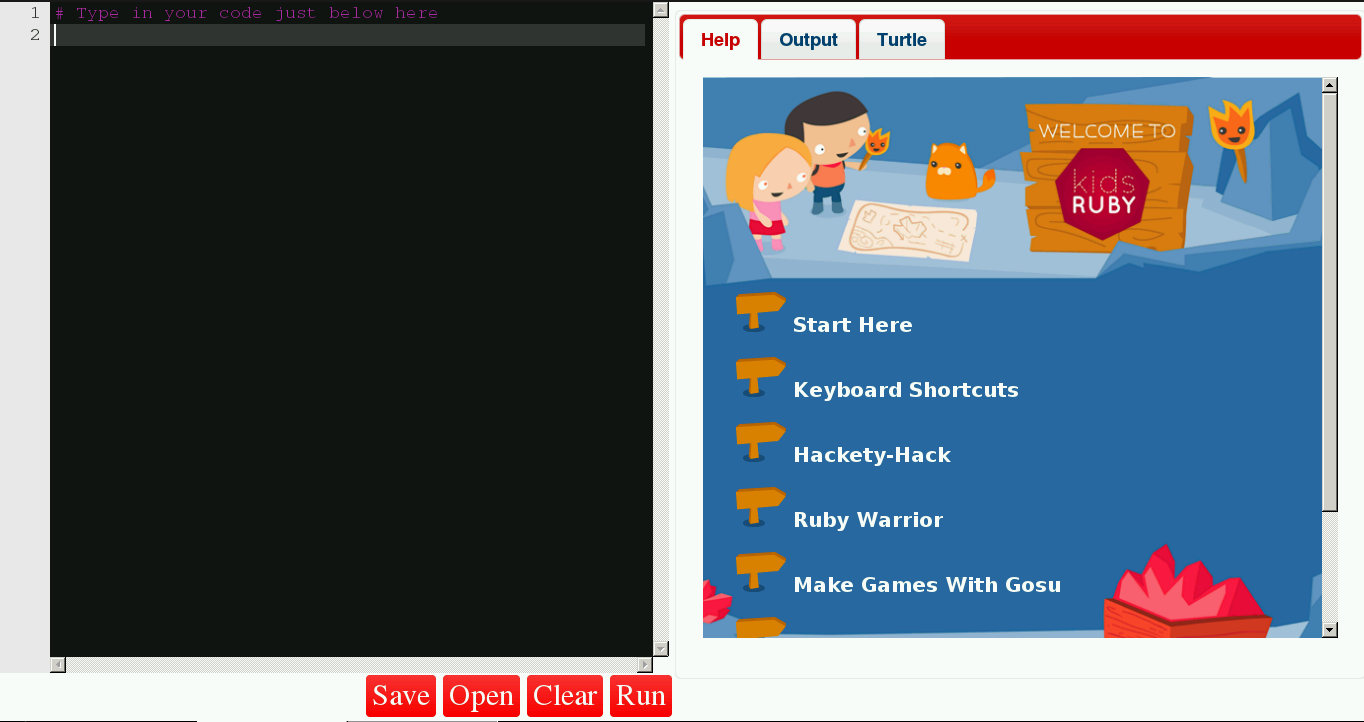 1 # Type in your code just below here
2
Save Open Clear Run
Help Output Turtle
WELCOME TO
kids
RUBY
Start Here
Keyboard Shortcuts
Hackety-Hack
Ruby Warrior
Make Games With Gosu